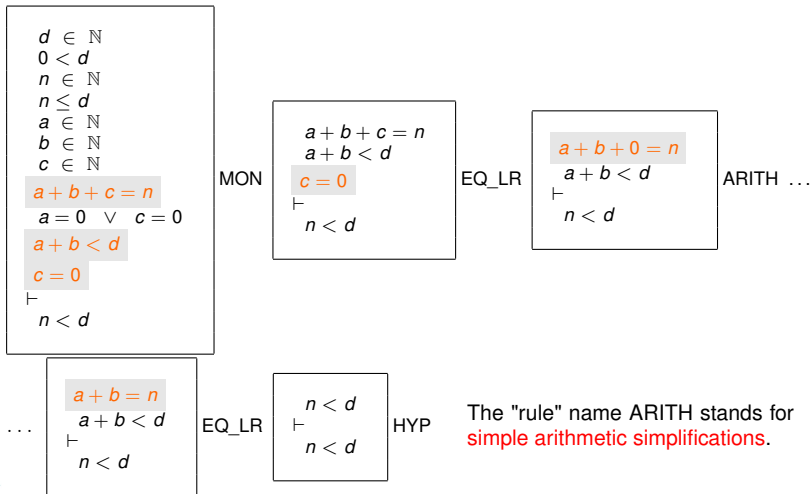 d ∈ ℕ
0 < d
n ∈ ℕ
n ≤ d
a ∈ ℕ
b ∈ ℕ
c ∈ ℕ
a + b + c = n
a = 0 ∨ c = 0
a + b < d
c = 0
⊢
n < d
MON
a + b + c = n
a + b < d
c = 0
⊢
n < d
EQ_LR
a + b + 0 = n
a + b < d
⊢
n < d
ARITH ...
...
a + b = n
a + b < d
⊢
n < d
EQ_LR
n < d
⊢
n < d
HYP
The "rule" name ARITH stands for
simple arithmetic simplifications.